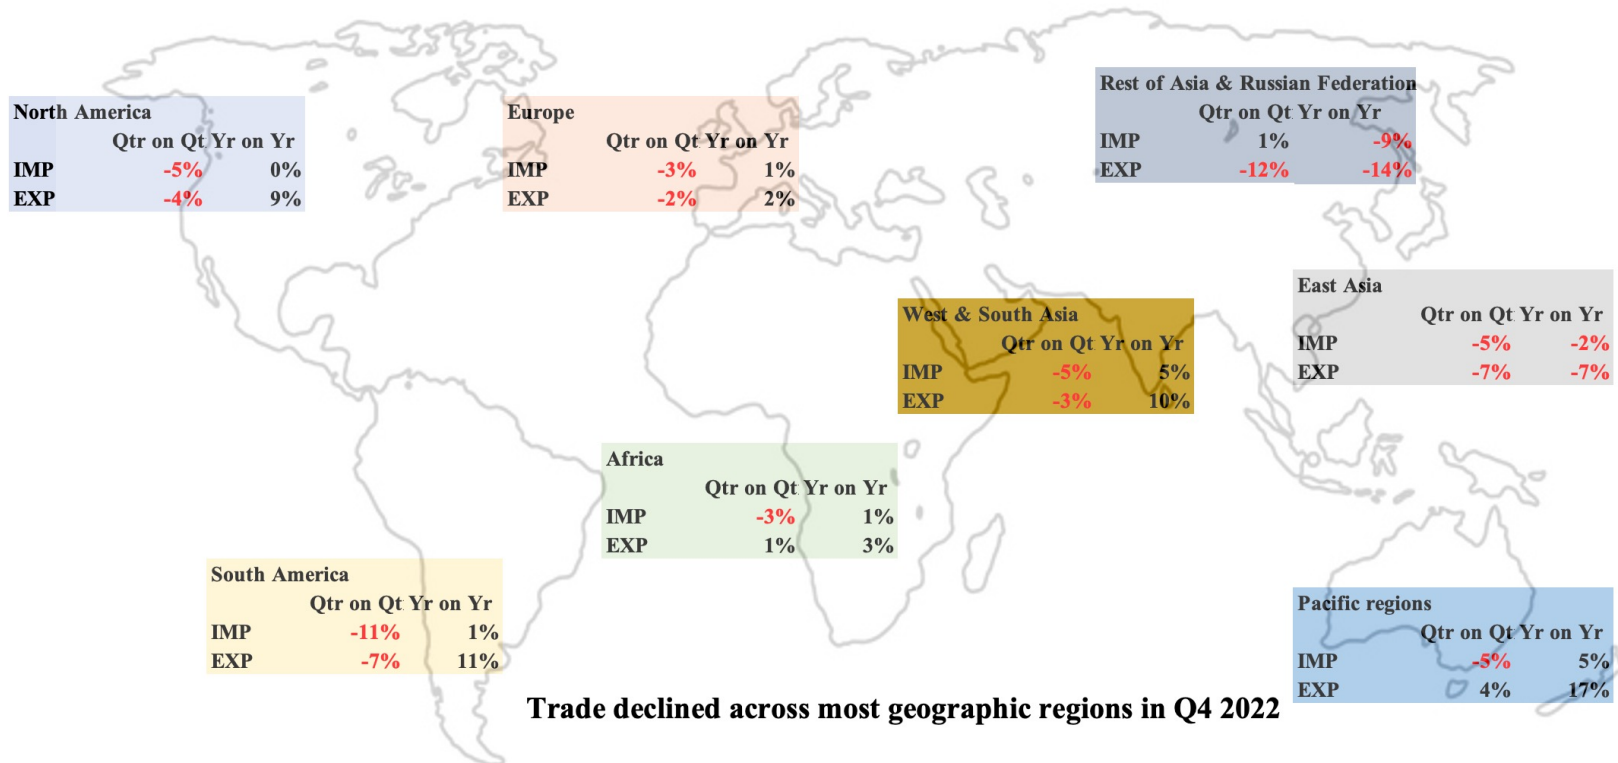 North America
Qtr on Qt Yr on Yr
IMP -5% 0%
EXP -4% 9%
Europe
Qtr on Qt Yr on Yr
IMP -3% 1%
EXP -2% 2%
Rest of Asia & Russian Federation
Qtr on Qt Yr on Yr
IMP 1% -9%
EXP -12% -14%
East Asia
Qtr on Qt Yr on Yr
IMP -5% -2%
EXP -7% -7%
West & South Asia
Qtr on Qt Yr on Yr
IMP -5% 5%
EXP -3% 10%
Africa
Qtr on Qt Yr on Yr
IMP -3% 1%
EXP 1% 3%
South America
Qtr on Qt Yr on Yr
IMP -11% 1%
EXP -7% 11%
Pacific regions
Qtr on Qt Yr on Yr
IMP -5% 5%
EXP 4% 17%
Trade declined across most geographic regions in Q4 2022